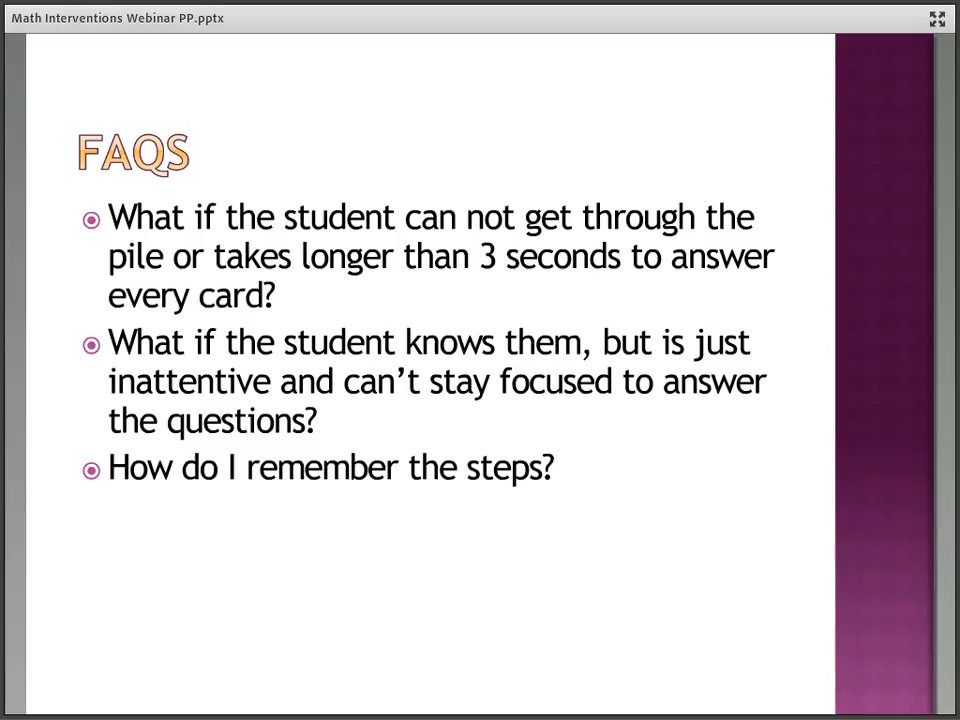 Math Interventions Webinar PP.pptx
FAQS
What if the student can not get through the
pile or takes longer than 3 seconds to answer
every card?
What if the student knows them, but is just
inattentive and can’t stay focused to answer
the questions?
How do I remember the steps?